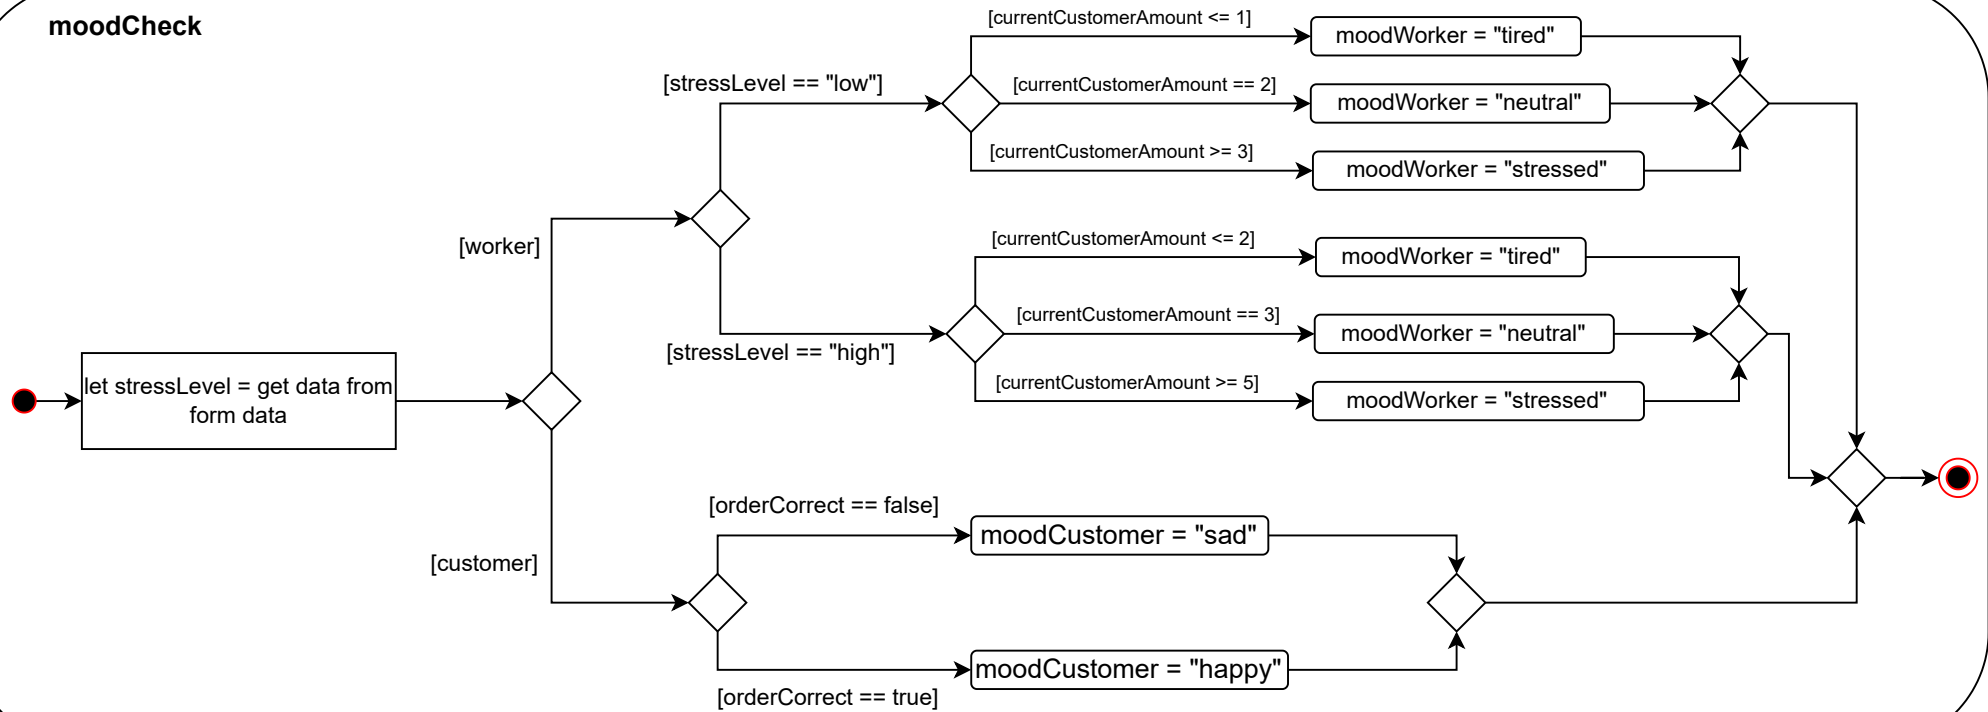 moodCheck
[currentCustomerAmount <= 1]
moodWorker = "tired"
[stressLevel == "low"]
[currentCustomerAmount == 2]
moodWorker = "neutral"
[currentCustomerAmount >= 3]
moodWorker = "stressed"
[worker]
[currentCustomerAmount <= 2]
moodWorker = "tired"
[currentCustomerAmount == 3]
moodWorker = "neutral"
[stressLevel == "high"]
[currentCustomerAmount >= 5]
moodWorker = "stressed"
let stressLevel = get data from
form data
[orderCorrect == false]
moodCustomer = "sad"
[customer]
moodCustomer = "happy"
[orderCorrect == true]